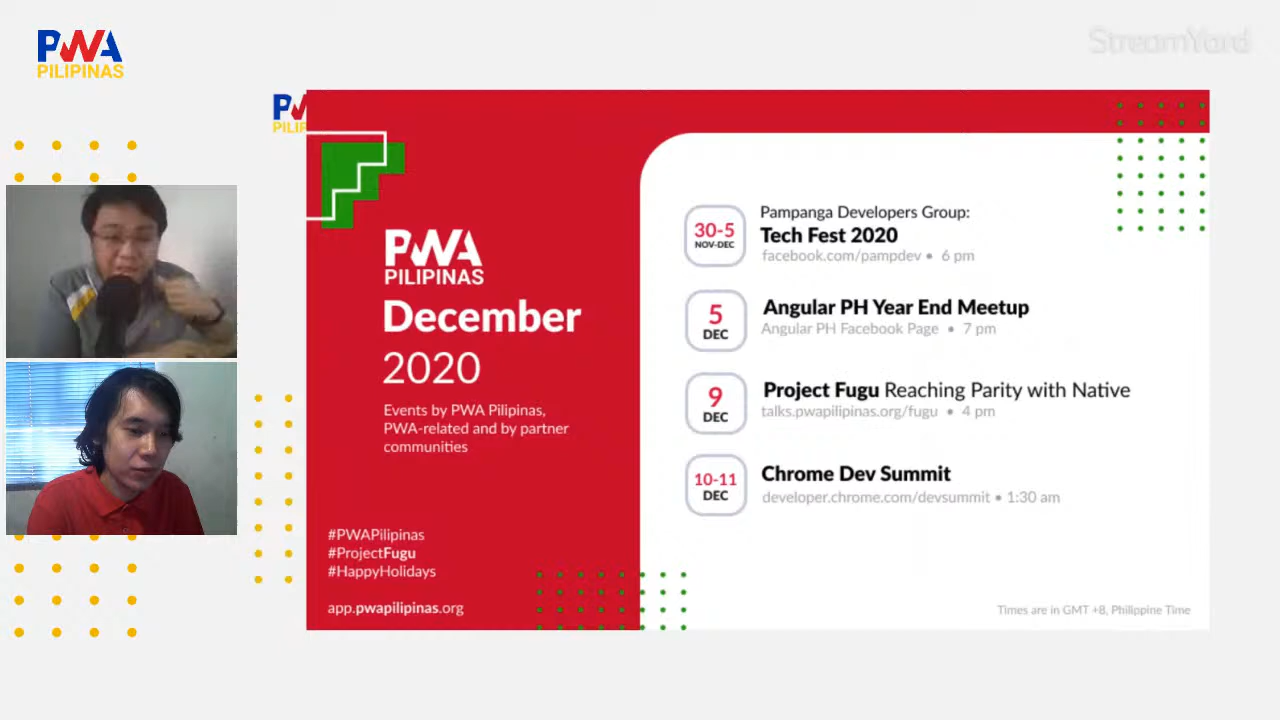 PWA
PILIPINAS
StreamYard
PW
PILIP
PWA
PILIPINAS
December
2020
Events by PWA Pilipinas,
PWA-related and by partner
communities
#PWAPilipinas
#ProjectFugu
#HappyHolidays
app.pwapilipinas.org
30-5
NOV-DEC
Pampanga Developers Group:
Tech Fest 2020
facebook.com/pampdev • 6 pm
5
DEC
Angular PH Year End Meetup
Angular PH Facebook Page • 7 pm
9
DEC
Project Fugu Reaching Parity with Native
talks.pwapilipinas.org/fugu • 4 pm
10-11
DEC
Chrome Dev Summit
developer.chrome.com/devsummit • 1:30 am
Times are in GMT +8, Philippine Time